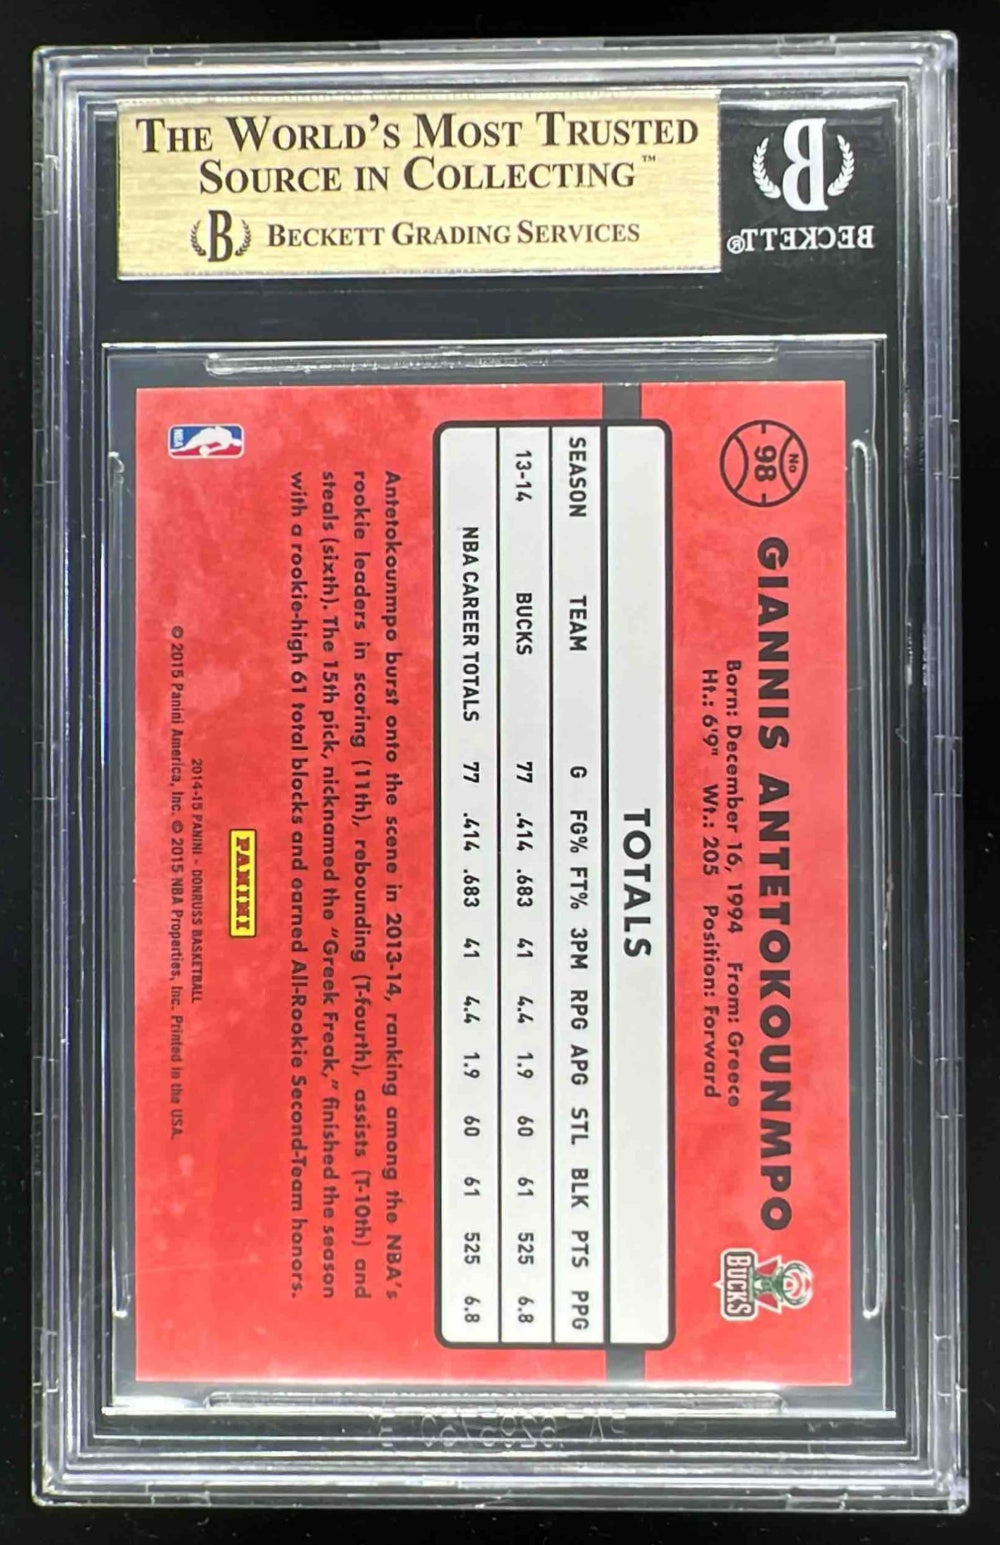 THE WORLD'S MOST TRUSTED
SOURCE IN COLLECTING™
B BECKETT GRADING SERVICES
B
BECKETT®
No
98
GIANNIS ANTETOKOUNMPO
Born: December 16, 1994 From: Greece
Ht.: 6'9" Wt.: 205 Position: Forward
BUCKS
TOTALS
SEASON TEAM G FG% FT% 3PM RPG APG STL BLK PTS PPG
13-14 BUCKS 77 .414 .683 41 4.4 1.9 60 61 525 6.8
NBA CAREER TOTALS 77 .414 .683 41 4.4 1.9 60 61 525 6.8
Antetokounmpo burst onto the scene in 2013-14, ranking among the NBA's
rookie leaders in scoring (11th), rebounding (T-fourth), assists (T-10th) and
steals (sixth). The 15th pick, nicknamed the "Greek Freak," finished the season
with a rookie-high 61 total blocks and earned All-Rookie Second-Team honors.
NBA
PANINI
2014-15 PANINI - DONRUSS BASKETBALL
© 2015 Panini America, Inc. © 2015 NBA Properties, Inc. Printed in the USA.